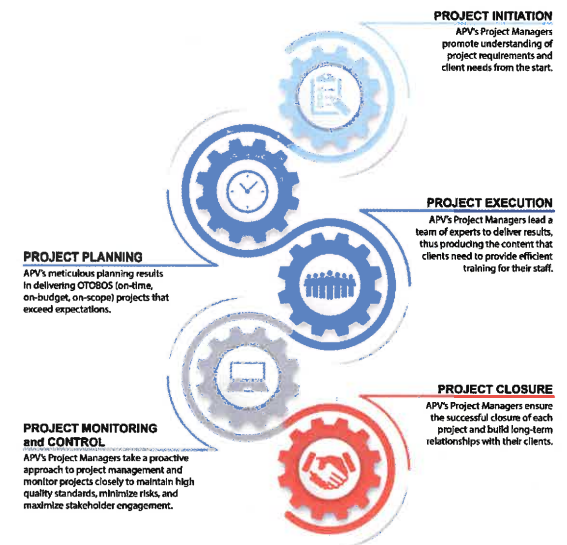 PROJECT INITIATION
APV's Project Managers
promote understanding of
project requirements and
client needs from the start.
PROJECT EXECUTION
APV's Project Managers lead a
team of experts to deliver results,
thus producing the content that
clients need to provide efficient
training for their staff.
PROJECT PLANNING
APV's meticulous planning results
in delivering OTOBOS (on-time,
on-budget, on-scope) projects that
exceed expectations.
PROJECT CLOSURE
APV's Project Managers ensure
the successful closure of each
project and build long-term
relationships with their clients.
PROJECT MONITORING
and CONTROL
APV's Project Managers take a proactive
approach to project management and
monitor projects closely to maintain high
quality standards, minimize risks, and
maximize stakeholder engagement.